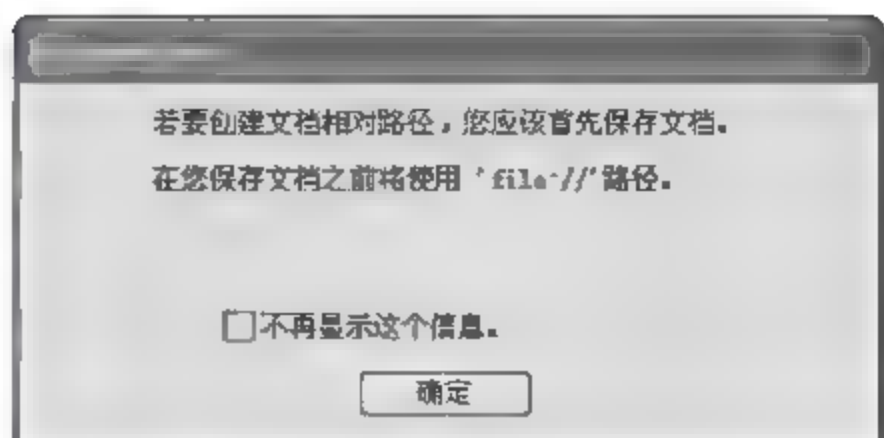 若要创建文档相对路径，您应该首先保存文档。
在您保存文档之前将使用 'file://'路径。
不再显示这个信息。
确定